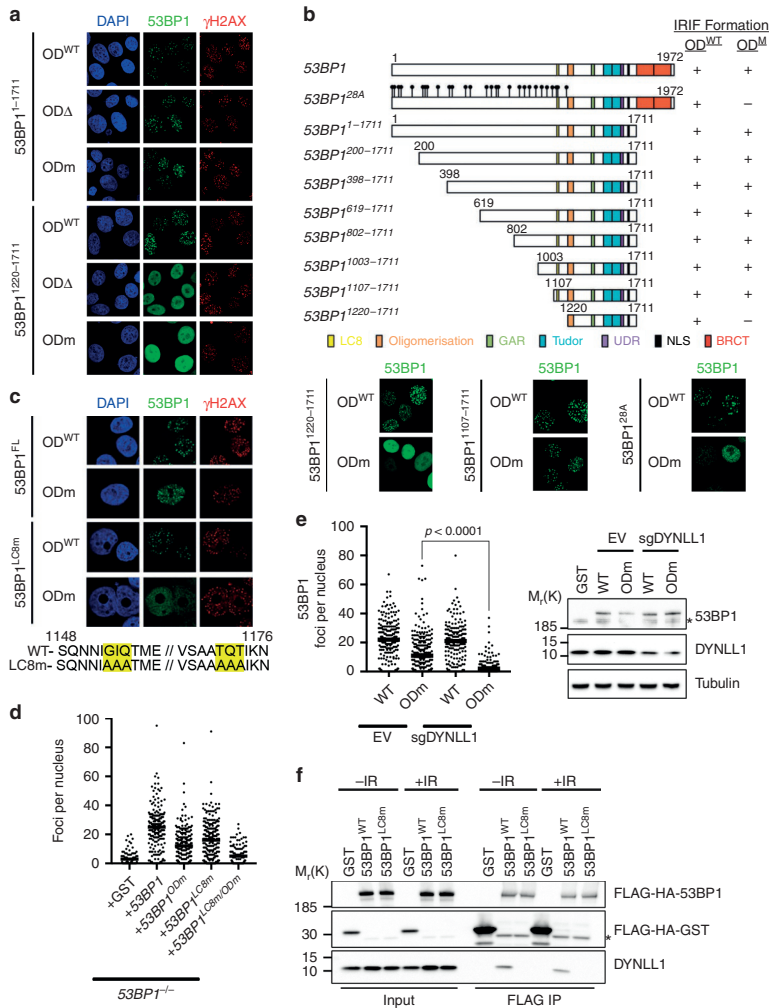 a
DAPI 53BP1 γH2AX
53BP1^1–1711
OD^WT
ODΔ
ODm
53BP1^1220–1711
OD^WT
ODΔ
ODm
b
IRIF Formation
OD^WT OD^M
1 1972
53BP1 + +
1972
53BP1^28A + −
1 1711
53BP1^1–1711 + +
200 1711
53BP1^200–1711 + +
398 1711
53BP1^398–1711 + +
619 1711
53BP1^619–1711 + +
802 1711
53BP1^802–1711 + +
1003 1711
53BP1^1003–1711 + +
1107 1711
53BP1^1107–1711 + +
1220 1711
53BP1^1220–1711 + −
LC8 Oligomerisation GAR Tudor UDR NLS BRCT
53BP1 53BP1 53BP1
53BP1^1220–1711
OD^WT
ODm
53BP1^1107–1711
OD^WT
ODm
53BP1^28A
OD^WT
ODm
c
DAPI 53BP1 γH2AX
53BP1^FL
OD^WT
ODm
53BP1^LC8m
OD^WT
ODm
1148 1176
WT- SQNNIGIQTME // VSAATQTIKN
LC8m- SQNNIAAATME // VSAAAAAIKN
d
Foci per nucleus
100
80
60
40
20
0
+GST
+53BP1
+53BP1^ODm
+53BP1^LC8m
+53BP1^LC8m/ODm
53BP1^−/−
e
53BP1
foci per nucleus
100
80
60
40
20
0
p < 0.0001
WT ODm WT ODm
EV sgDYNLL1
EV sgDYNLL1
GST WT ODm WT ODm
Mr(K)
185
53BP1
*
15
10
DYNLL1
Tubulin
f
–IR +IR –IR +IR
GST 53BP1^WT 53BP1^LC8m GST 53BP1^WT 53BP1^LC8m GST 53BP1^WT 53BP1^LC8m GST 53BP1^WT 53BP1^LC8m
Mr(K)
185
FLAG-HA-53BP1
30
FLAG-HA-GST
*
15
10
DYNLL1
Input FLAG IP